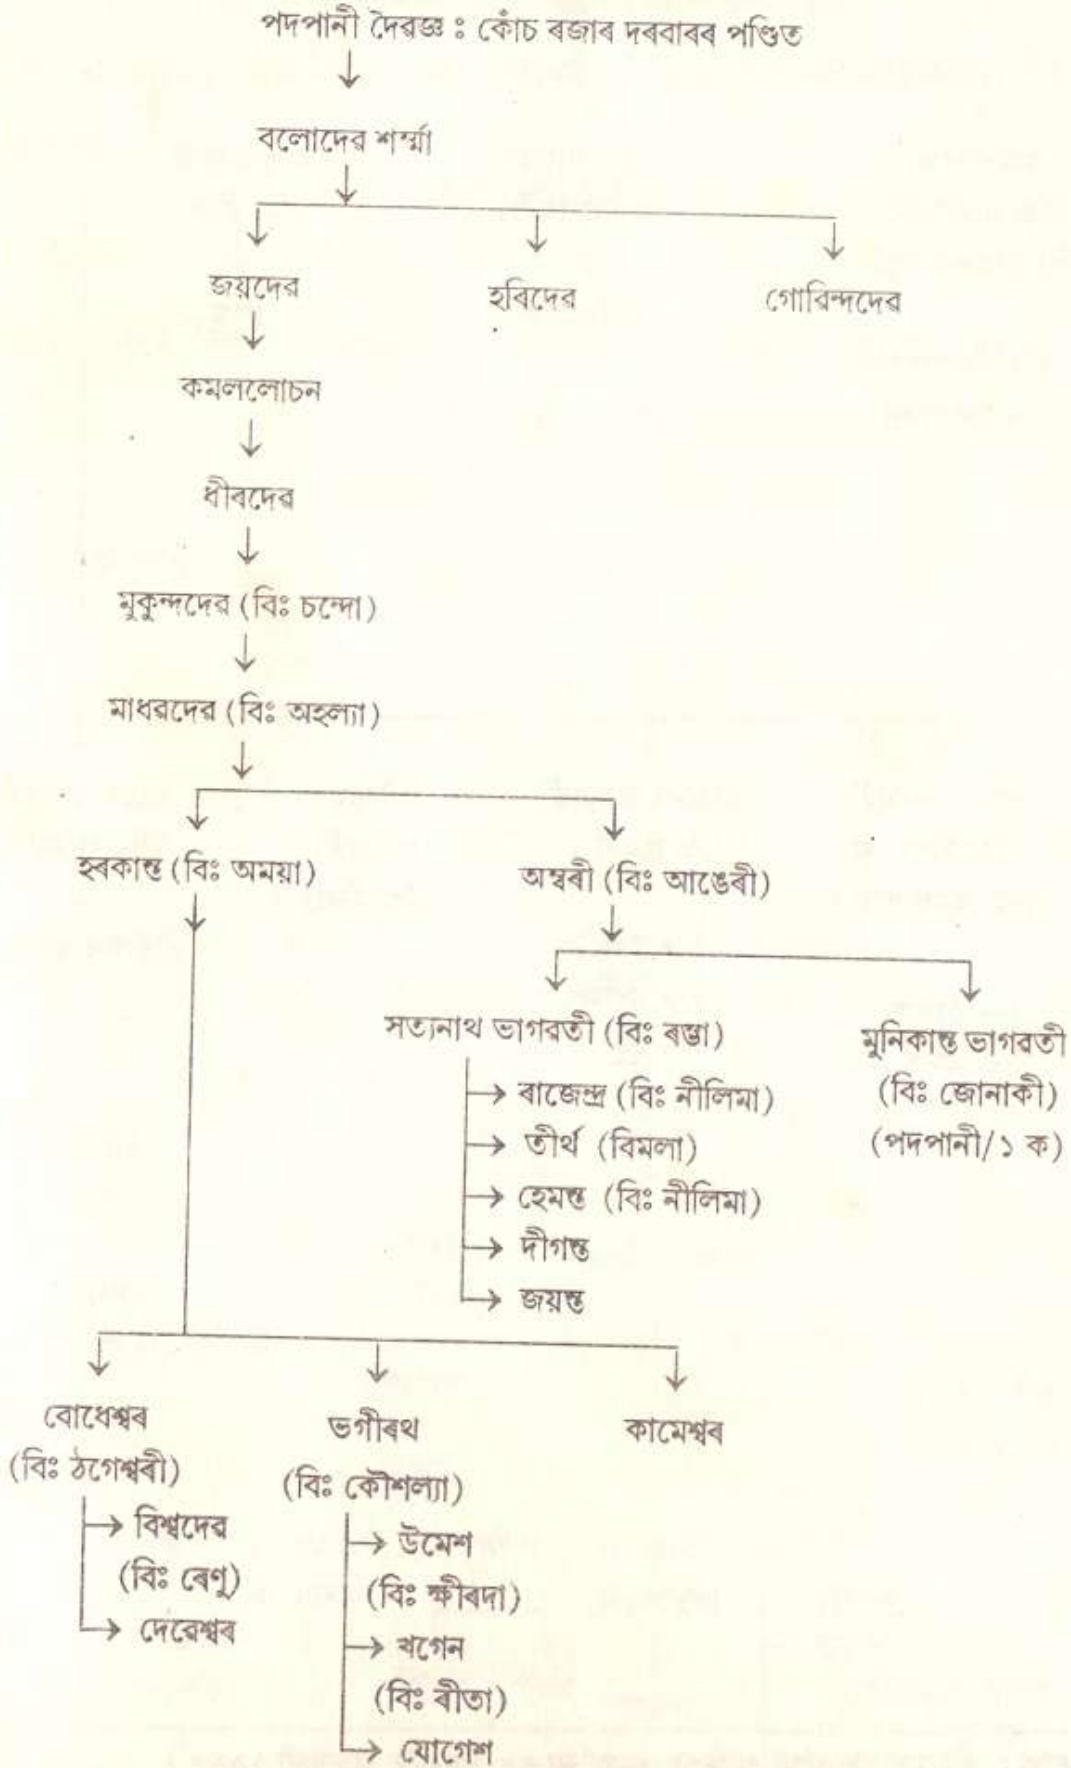 পদপানী দৈৱজ্ঞ : কোঁচ ৰজাৰ দৰবাৰৰ পণ্ডিত
বলোদেৱ শৰ্ম্মা
জয়দেৱ হৰিদেৱ গোৱিন্দদেৱ
কমললোচন
ধীৰদেৱ
মুকুন্দদেৱ (বিঃ চন্দো)
মাধৱদেৱ (বিঃ অহল্যা)
হৰকান্ত (বিঃ অময়া) অম্বৰী (বিঃ আঙেৰী)
সত্যনাথ ভাগৱতী (বিঃ ৰম্ভা) মুনিকান্ত ভাগৱতী
ৰাজেন্দ্ৰ (বিঃ নীলিমা) (বিঃ জোনাকী)
তীৰ্থ (বিমলা) (পদপানী/১ ক)
হেমন্ত (বিঃ নীলিমা)
দীগন্ত
জয়ন্ত
বোধেশ্বৰ ভগীৰথ কামেশ্বৰ
(বিঃ ঠগেশ্বৰী) (বিঃ কৌশল্যা)
বিশ্বদেৱ উমেশ
(বিঃ ৰেণু) (বিঃ ক্ষীৰদা)
দেৱেশ্বৰ খগেন
(বিঃ ৰীতা)
যোগেশ